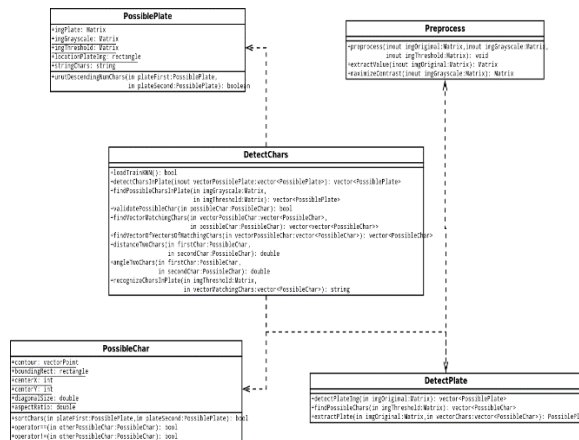 PossiblePlate
+imgPlate: Matrix
+imgGrayscale: Matrix
+imgThreshold: Matrix
+locationPlateImg: rectangle
+stringChars: string
+urutDescendingNumChars(in plateFirst:PossiblePlate,
in plateSecond:PossiblePlate): boolean
Preprocess
+preprocess(inout imgOriginal:Matrix,inout imgGrayscale:Matrix,
inout imgThreshold:Matrix): void
+extractValue(inout imgOriginal:Matrix): Matrix
+maximizeContrast(inout imgGrayscale:Matrix): Matrix
DetectChars
+loadTrainKNN(): bool
+detectCharsInPlate(inout vectorPossiblePlate:vector<PossiblePlate>): vector<PossiblePlate>
+findPossibleCharsInPlate(in imgGrayscale:Matrix,
in imgThreshold:Matrix): vector<PossiblePlate>
+validatePossibleChar(in possibleChar:PossibleChar): bool
+findVectorMatchingChars(in vectorPossibleChar:vector<PossibleChar>,
in possibleChar:PossibleChar): vector<vector<PossibleChar>>
+findVectorOfVectorsOfMatchingChars(in vectorPossibleChar:vector<PossibleChar>): vector<PossibleChar>
+distanceTwoChars(in firstChar:PossibleChar,
in secondChar:PossibleChar): double
+angleTwoChars(in firstChar:PossibleChar,
in secondChar:PossibleChar): double
+recognizeCharsInPlate(in imgThreshold:Matrix,
in vectorMatchingChars:vector<PossibleChar>): string
PossibleChar
+contour: vectorPoint
+boundingRect: rectangle
+centerX: int
+centerY: int
+diagonalSize: double
+aspectRatio: double
+sortChars(in plateFirst:PossiblePlate,in plateSecond:PossiblePlate): bool
+operator==(in otherPossibleChar:PossibleChar): bool
+operator!=(in otherPossibleChar:PossibleChar): bool
DetectPlate
+detectPlateImg(in imgOriginal:Matrix): vector<PossiblePlate>
+findPossibleChars(in imgThreshold:Matrix): vector<PossibleChar>
+extractPlate(in imgOriginal:Matrix,in vectorChars:vector<PossibleChar>): PossiblePl